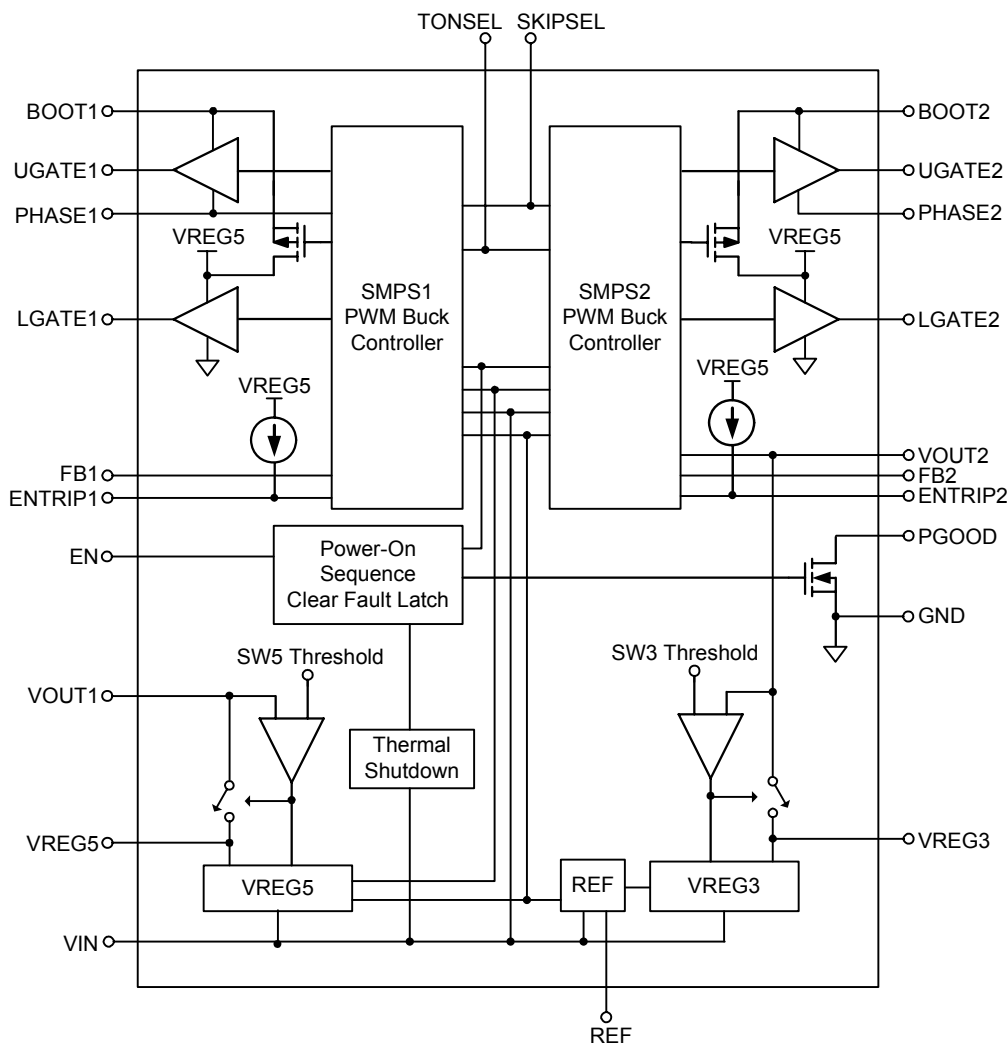 TONSEL SKIPSEL
BOOT1
BOOT2
UGATE1
UGATE2
PHASE1
PHASE2
VREG5
VREG5
SMPS1
PWM Buck
Controller
SMPS2
PWM Buck
Controller
LGATE1
LGATE2
VREG5
VREG5
VOUT2
FB1
FB2
ENTRIP1
ENTRIP2
PGOOD
EN
Power-On
Sequence
Clear Fault Latch
GND
SW5 Threshold
SW3 Threshold
VOUT1
Thermal
Shutdown
VREG5
VREG3
VREG5
REF
VREG3
VIN
REF